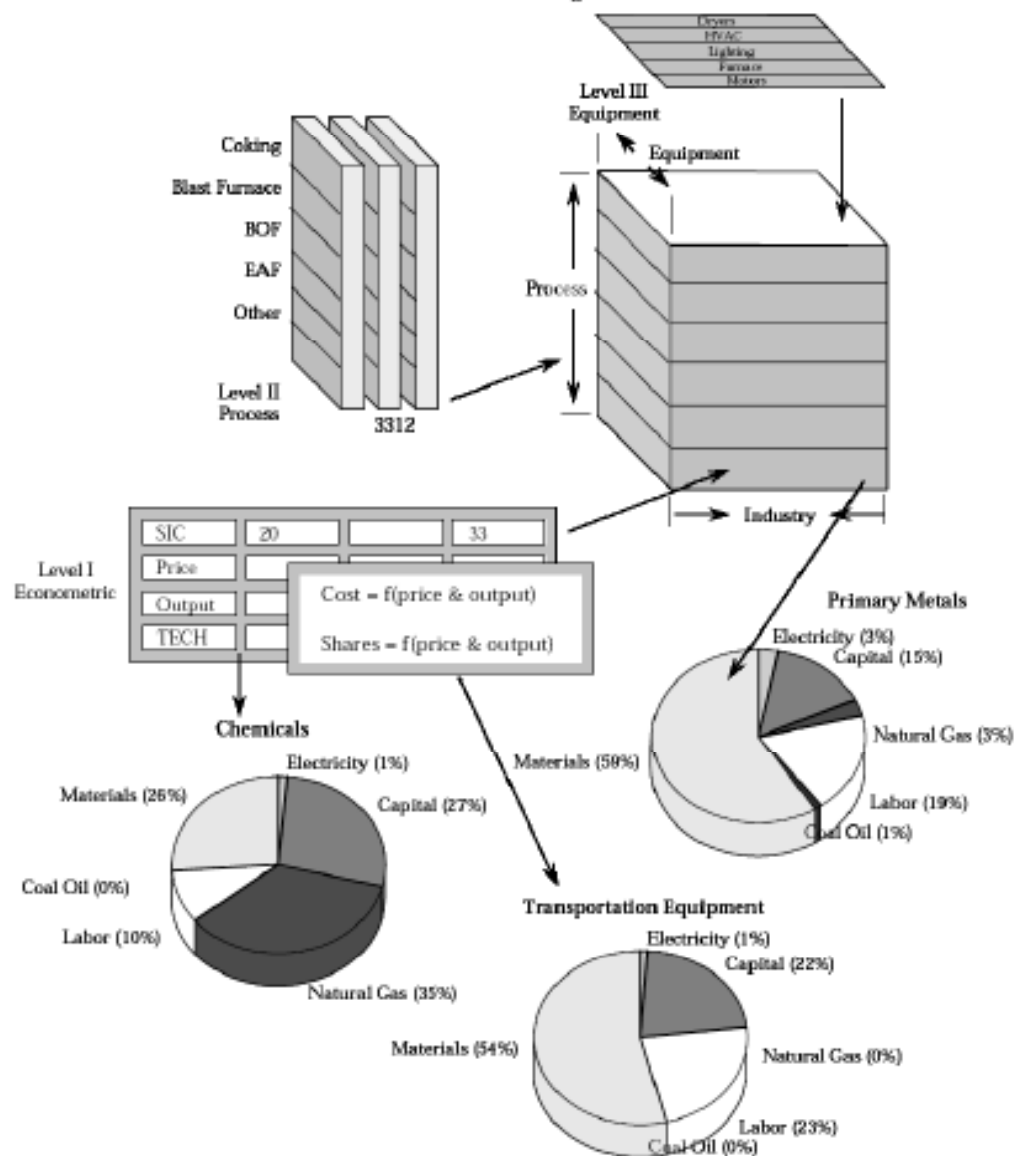 Dryers
HVAC
Lighting
Furnace
Motors
Level III
Equipment
Equipment
Coking
Blast Furnace
BOF
EAF
Other
Level II
Process
3312
Process
Industry
Level I
Econometric
SIC 20 33
Price
Output
TECH
Cost = f(price & output)
Shares = f(price & output)
Primary Metals
Electricity (3%)
Capital (15%)
Natural Gas (3%)
Labor (19%)
Coal Oil (1%)
Materials (59%)
Chemicals
Electricity (1%)
Materials (26%)
Capital (27%)
Coal Oil (0%)
Labor (10%)
Natural Gas (35%)
Transportation Equipment
Electricity (1%)
Capital (22%)
Materials (54%)
Natural Gas (0%)
Labor (23%)
Coal Oil (0%)